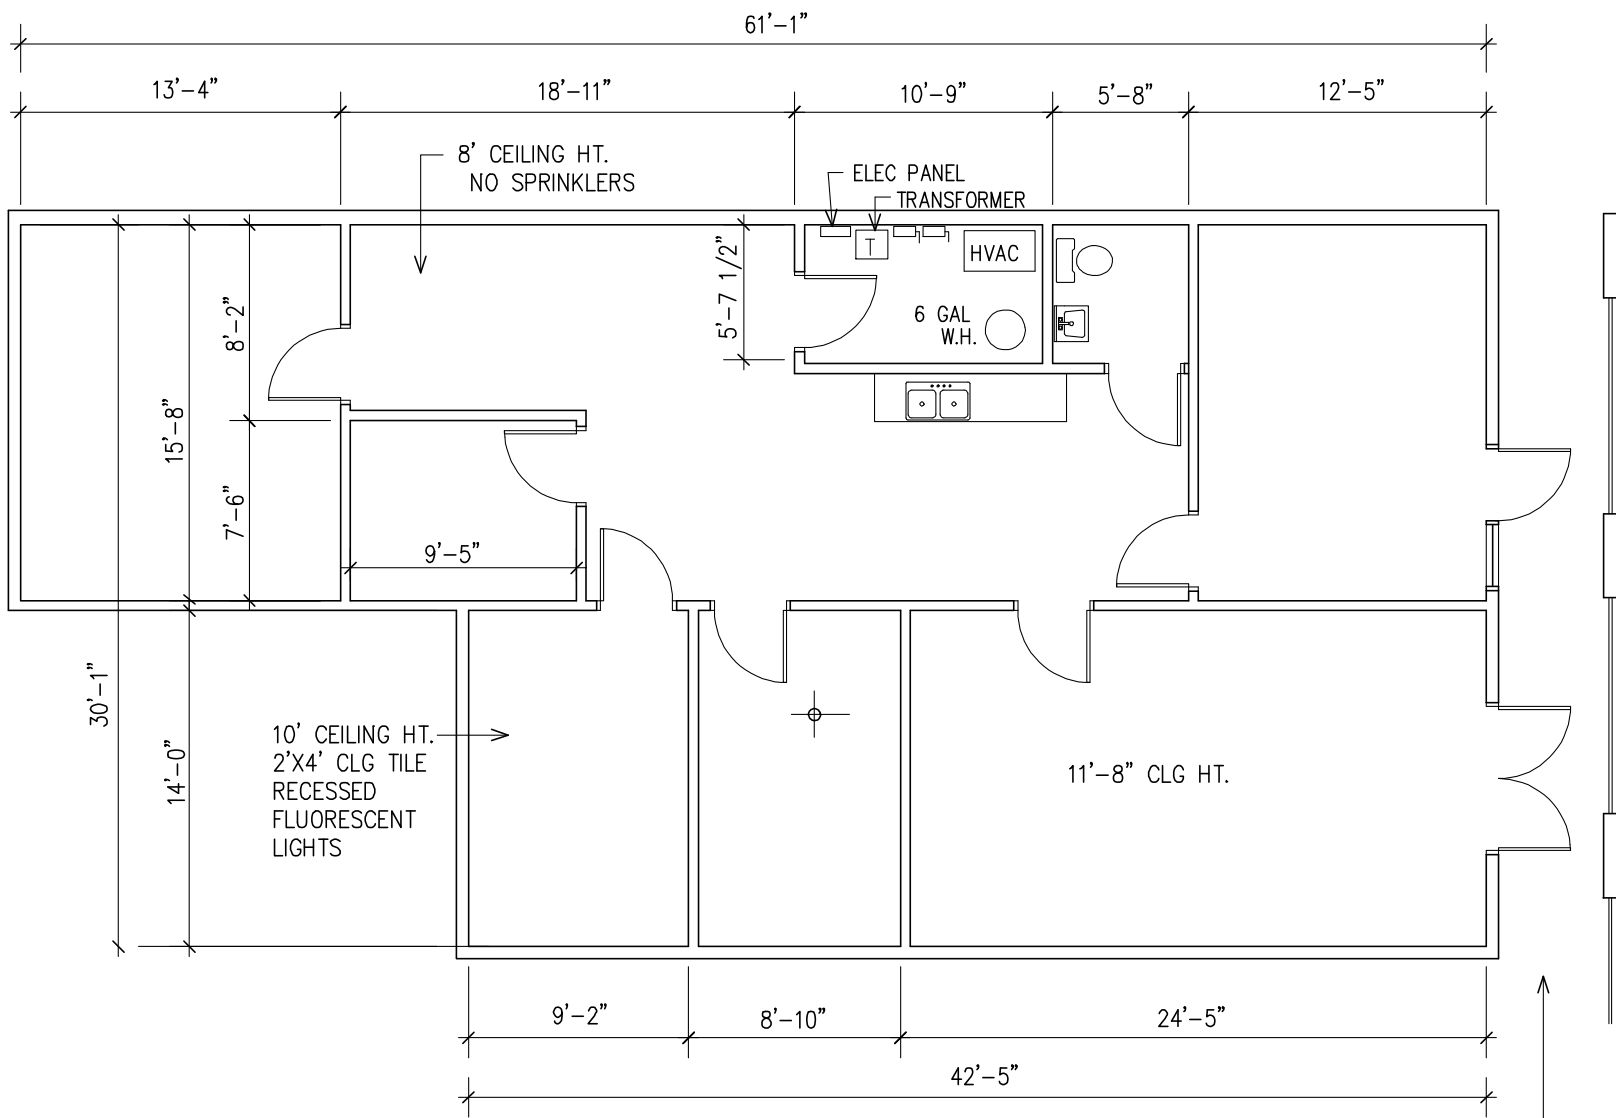 61'-1"
13'-4"
18'-11"
10'-9"
5'-8"
12'-5"
8' CEILING HT.
NO SPRINKLERS
ELEC PANEL
TRANSFORMER
T
HVAC
6 GAL
W.H.
5'-7 1/2"
8'-2"
15'-8"
7'-6"
9'-5"
30'-1"
14'-0"
10' CEILING HT.
2'X4' CLG TILE
RECESSED
FLUORESCENT
LIGHTS
11'-8" CLG HT.
9'-2"
8'-10"
24'-5"
42'-5"